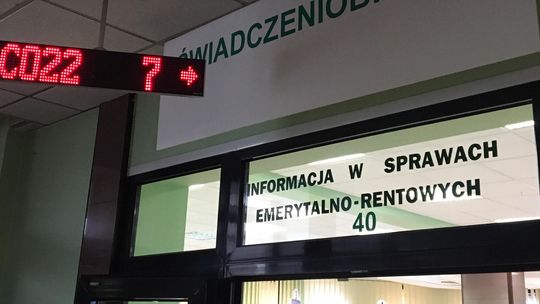 C022 7 →
INFORMACJA W SPRAWACH
EMERYTALNO-RENTOWYCH
40